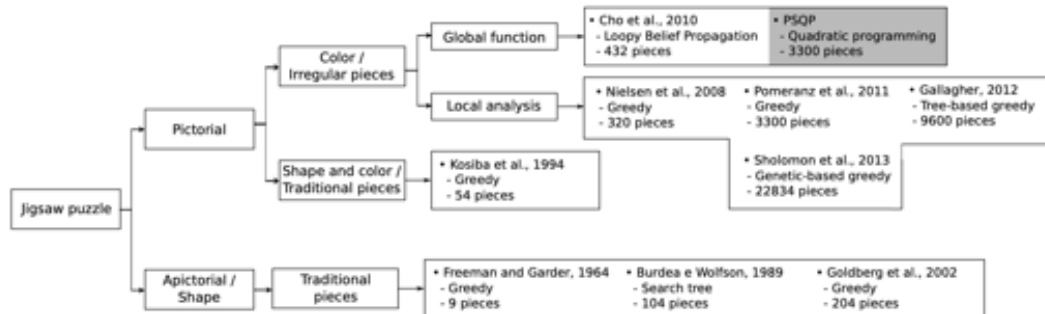 Jigsaw puzzle
Pictorial
Color /
Irregular pieces
Global function
• Cho et al., 2010
- Loopy Belief Propagation
- 432 pieces
• PSQP
- Quadratic programming
- 3300 pieces
Local analysis
• Nielsen et al., 2008
- Greedy
- 320 pieces
• Pomeranz et al., 2011
- Greedy
- 3300 pieces
• Gallagher, 2012
- Tree-based greedy
- 9600 pieces
• Sholomon et al., 2013
- Genetic-based greedy
- 22834 pieces
Shape and color /
Traditional pieces
• Kosiba et al., 1994
- Greedy
- 54 pieces
Apictorial /
Shape
Traditional
pieces
• Freeman and Garder, 1964
- Greedy
- 9 pieces
• Burdea e Wolfson, 1989
- Search tree
- 104 pieces
• Goldberg et al., 2002
- Greedy
- 204 pieces